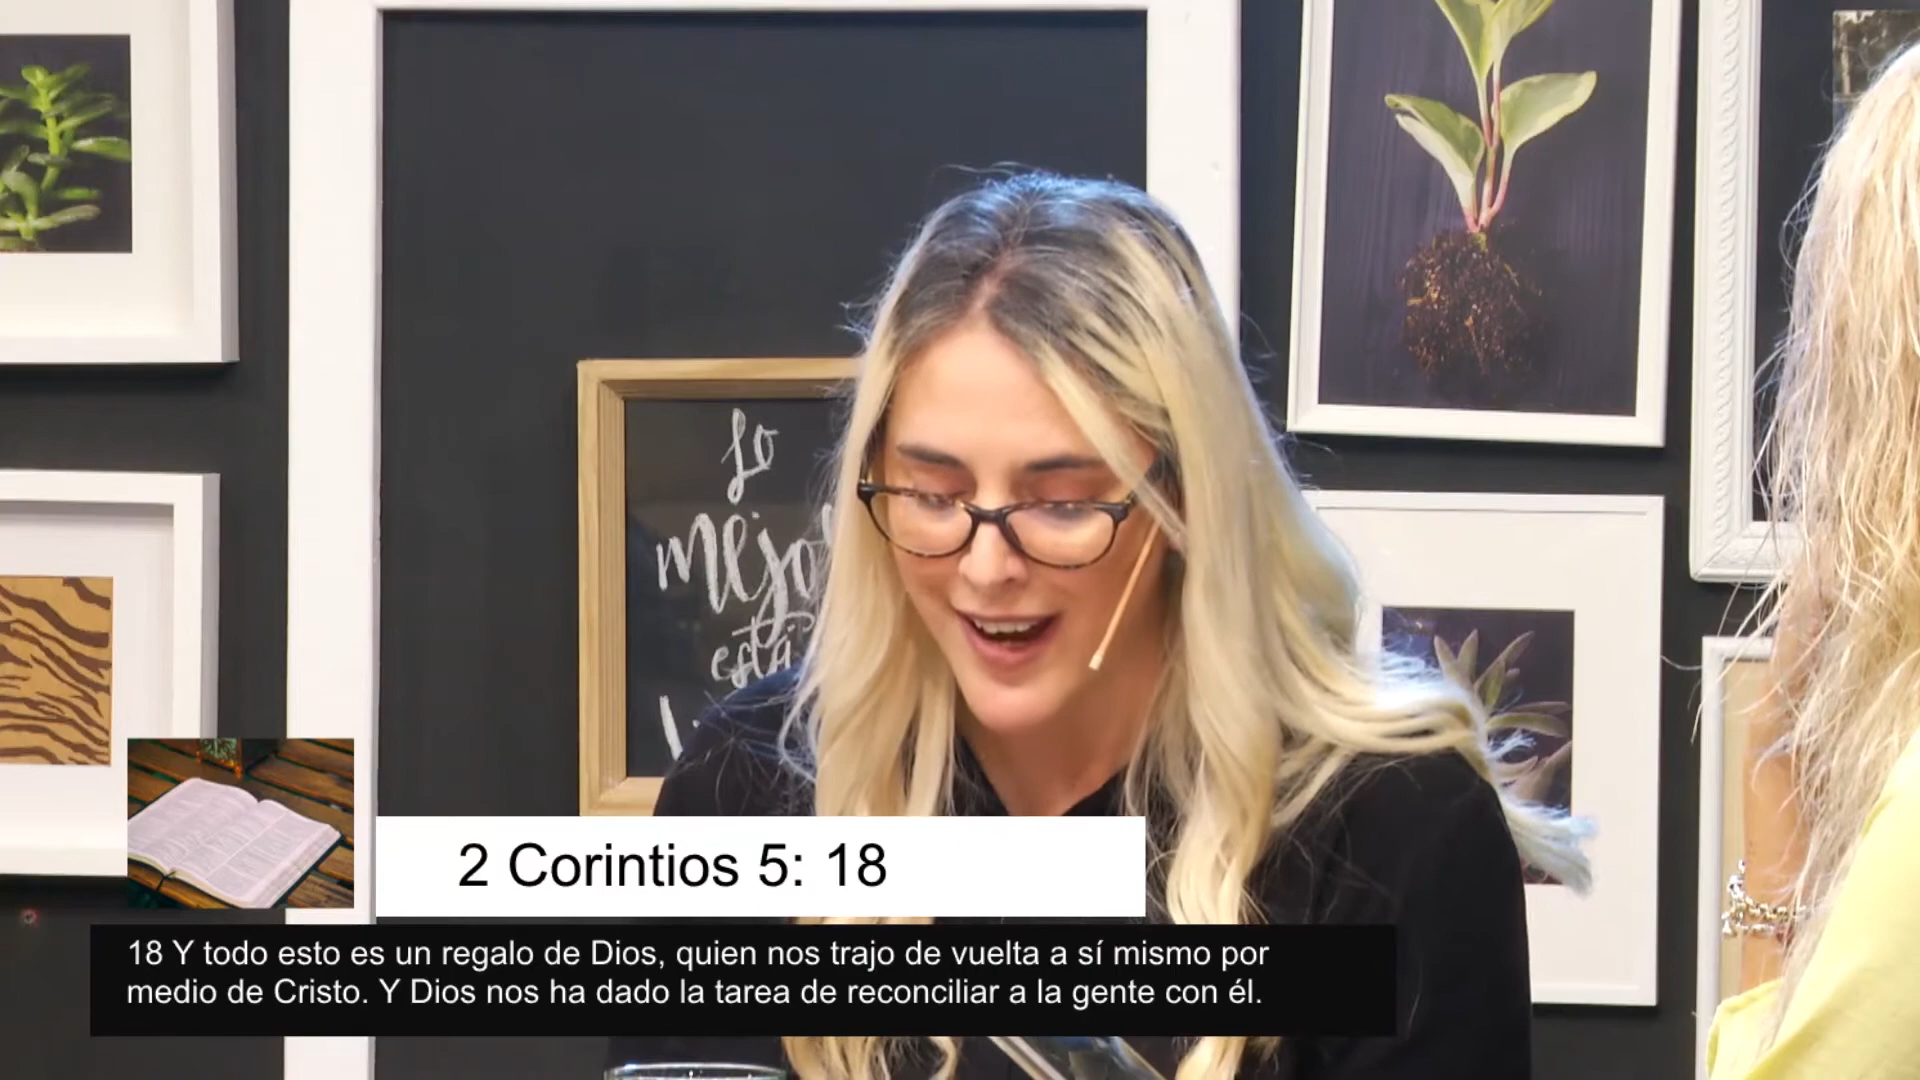 Lo
mejor
está
2 Corintios 5: 18
18 Y todo esto es un regalo de Dios, quien nos trajo de vuelta a sí mismo por
medio de Cristo. Y Dios nos ha dado la tarea de reconciliar a la gente con él.